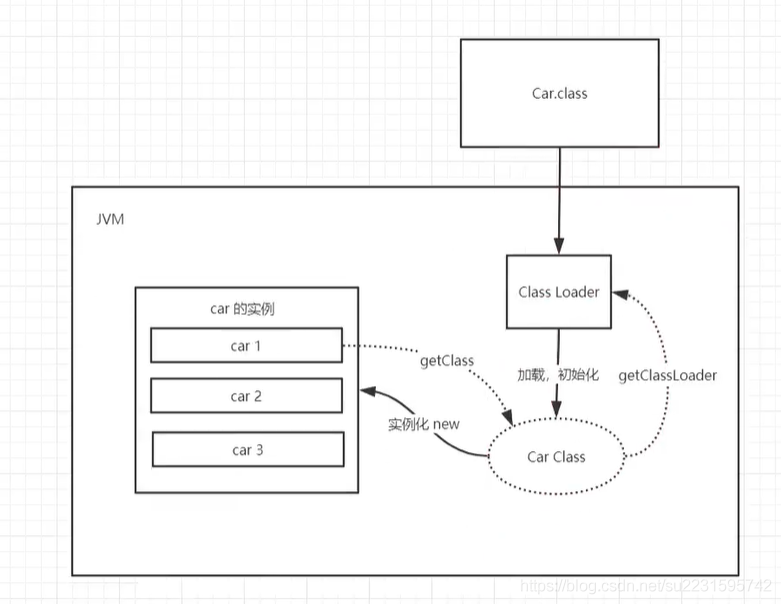 Car.class
JVM
Class Loader
car 的实例
car 1
getClass
加载，初始化
getClassLoader
car 2
实例化 new
car 3
Car Class
https://blog.csdn.net/su2231595742